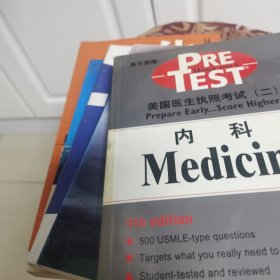 英文原版
PRE
TEST
美国医生执照考试（二）
Prepare Early...Score Higher
内科
Medicin
edition
500 USMLE-type questions
Targets what you really need to
Student-tested and reviewed